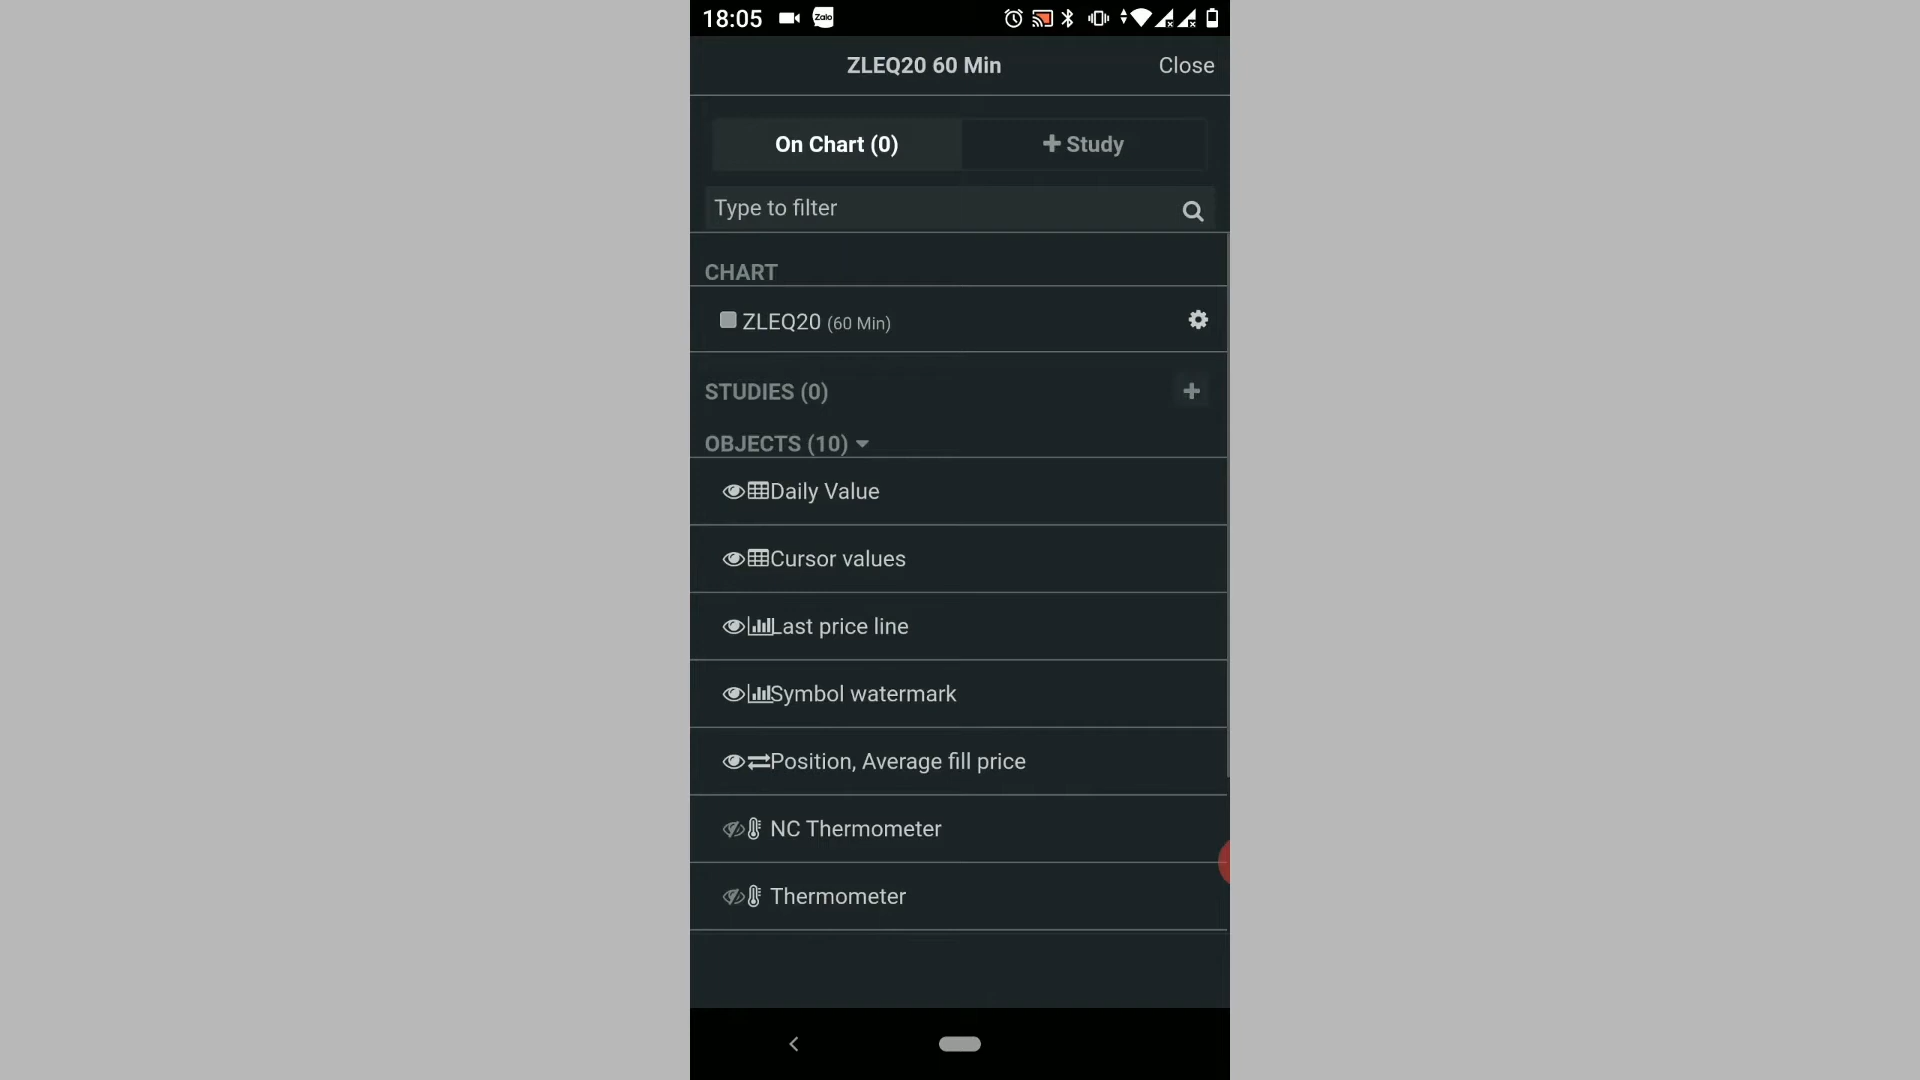 18:05 Zalo
ZLEQ20 60 Min
Close
On Chart (0)
Study
Type to filter
CHART
ZLEQ20 (60 Min)
STUDIES (0)
OBJECTS (10)
Daily Value
Cursor values
Last price line
Symbol watermark
Position, Average fill price
NC Thermometer
Thermometer